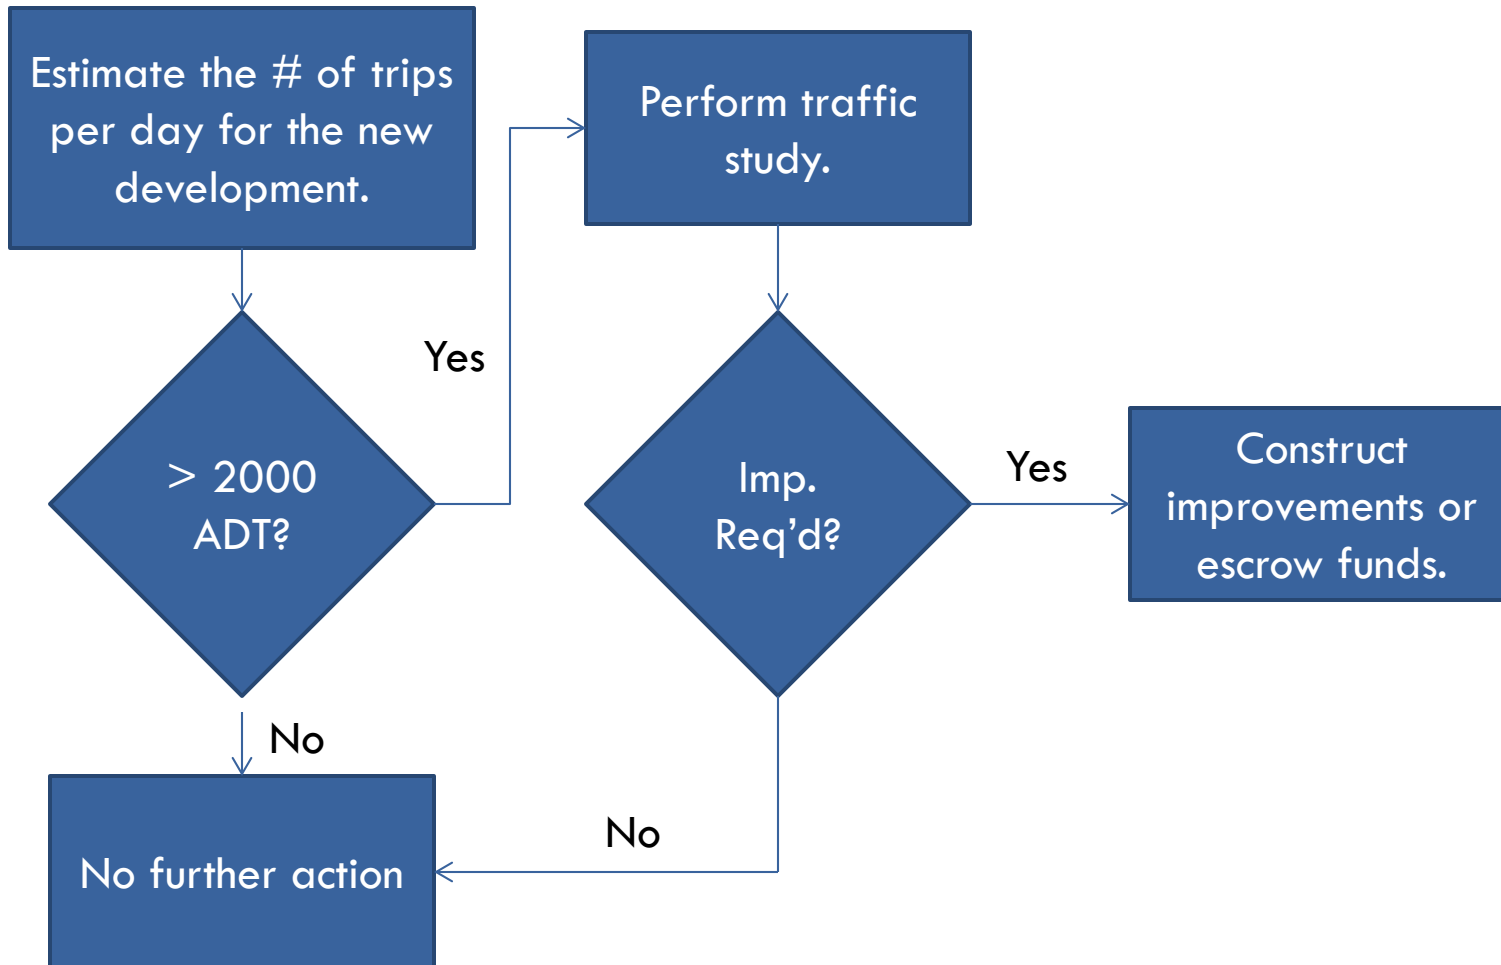 Estimate the # of trips
per day for the new
development.
Perform traffic
study.
Yes
> 2000
ADT?
Imp.
Req’d?
Yes
Construct
improvements or
escrow funds.
No
No
No further action